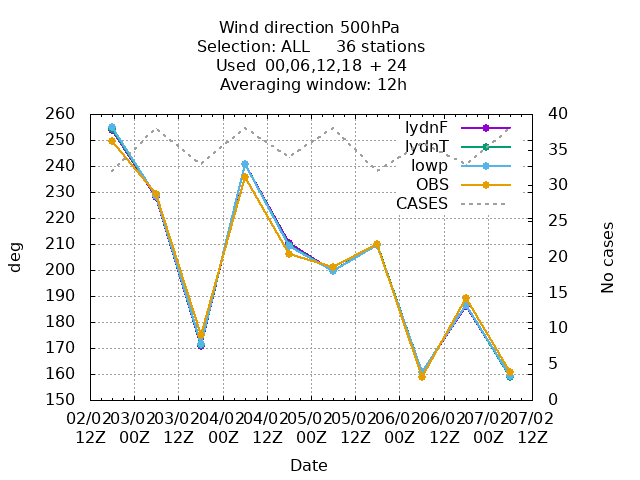 Wind direction 500hPa
Selection: ALL 36 stations
Used 00,06,12,18 + 24
Averaging window: 12h
lydnF
lydnT
lowp
OBS
CASES
deg
260
250
240
230
220
210
200
190
180
170
160
150
No cases
40
35
30
25
20
15
10
5
0
02/02 03/02 03/02 04/02 04/02 05/02 05/02 06/02 06/02 07/02 07/02
12Z 00Z 12Z 00Z 12Z 00Z 12Z 00Z 12Z 00Z 12Z
Date